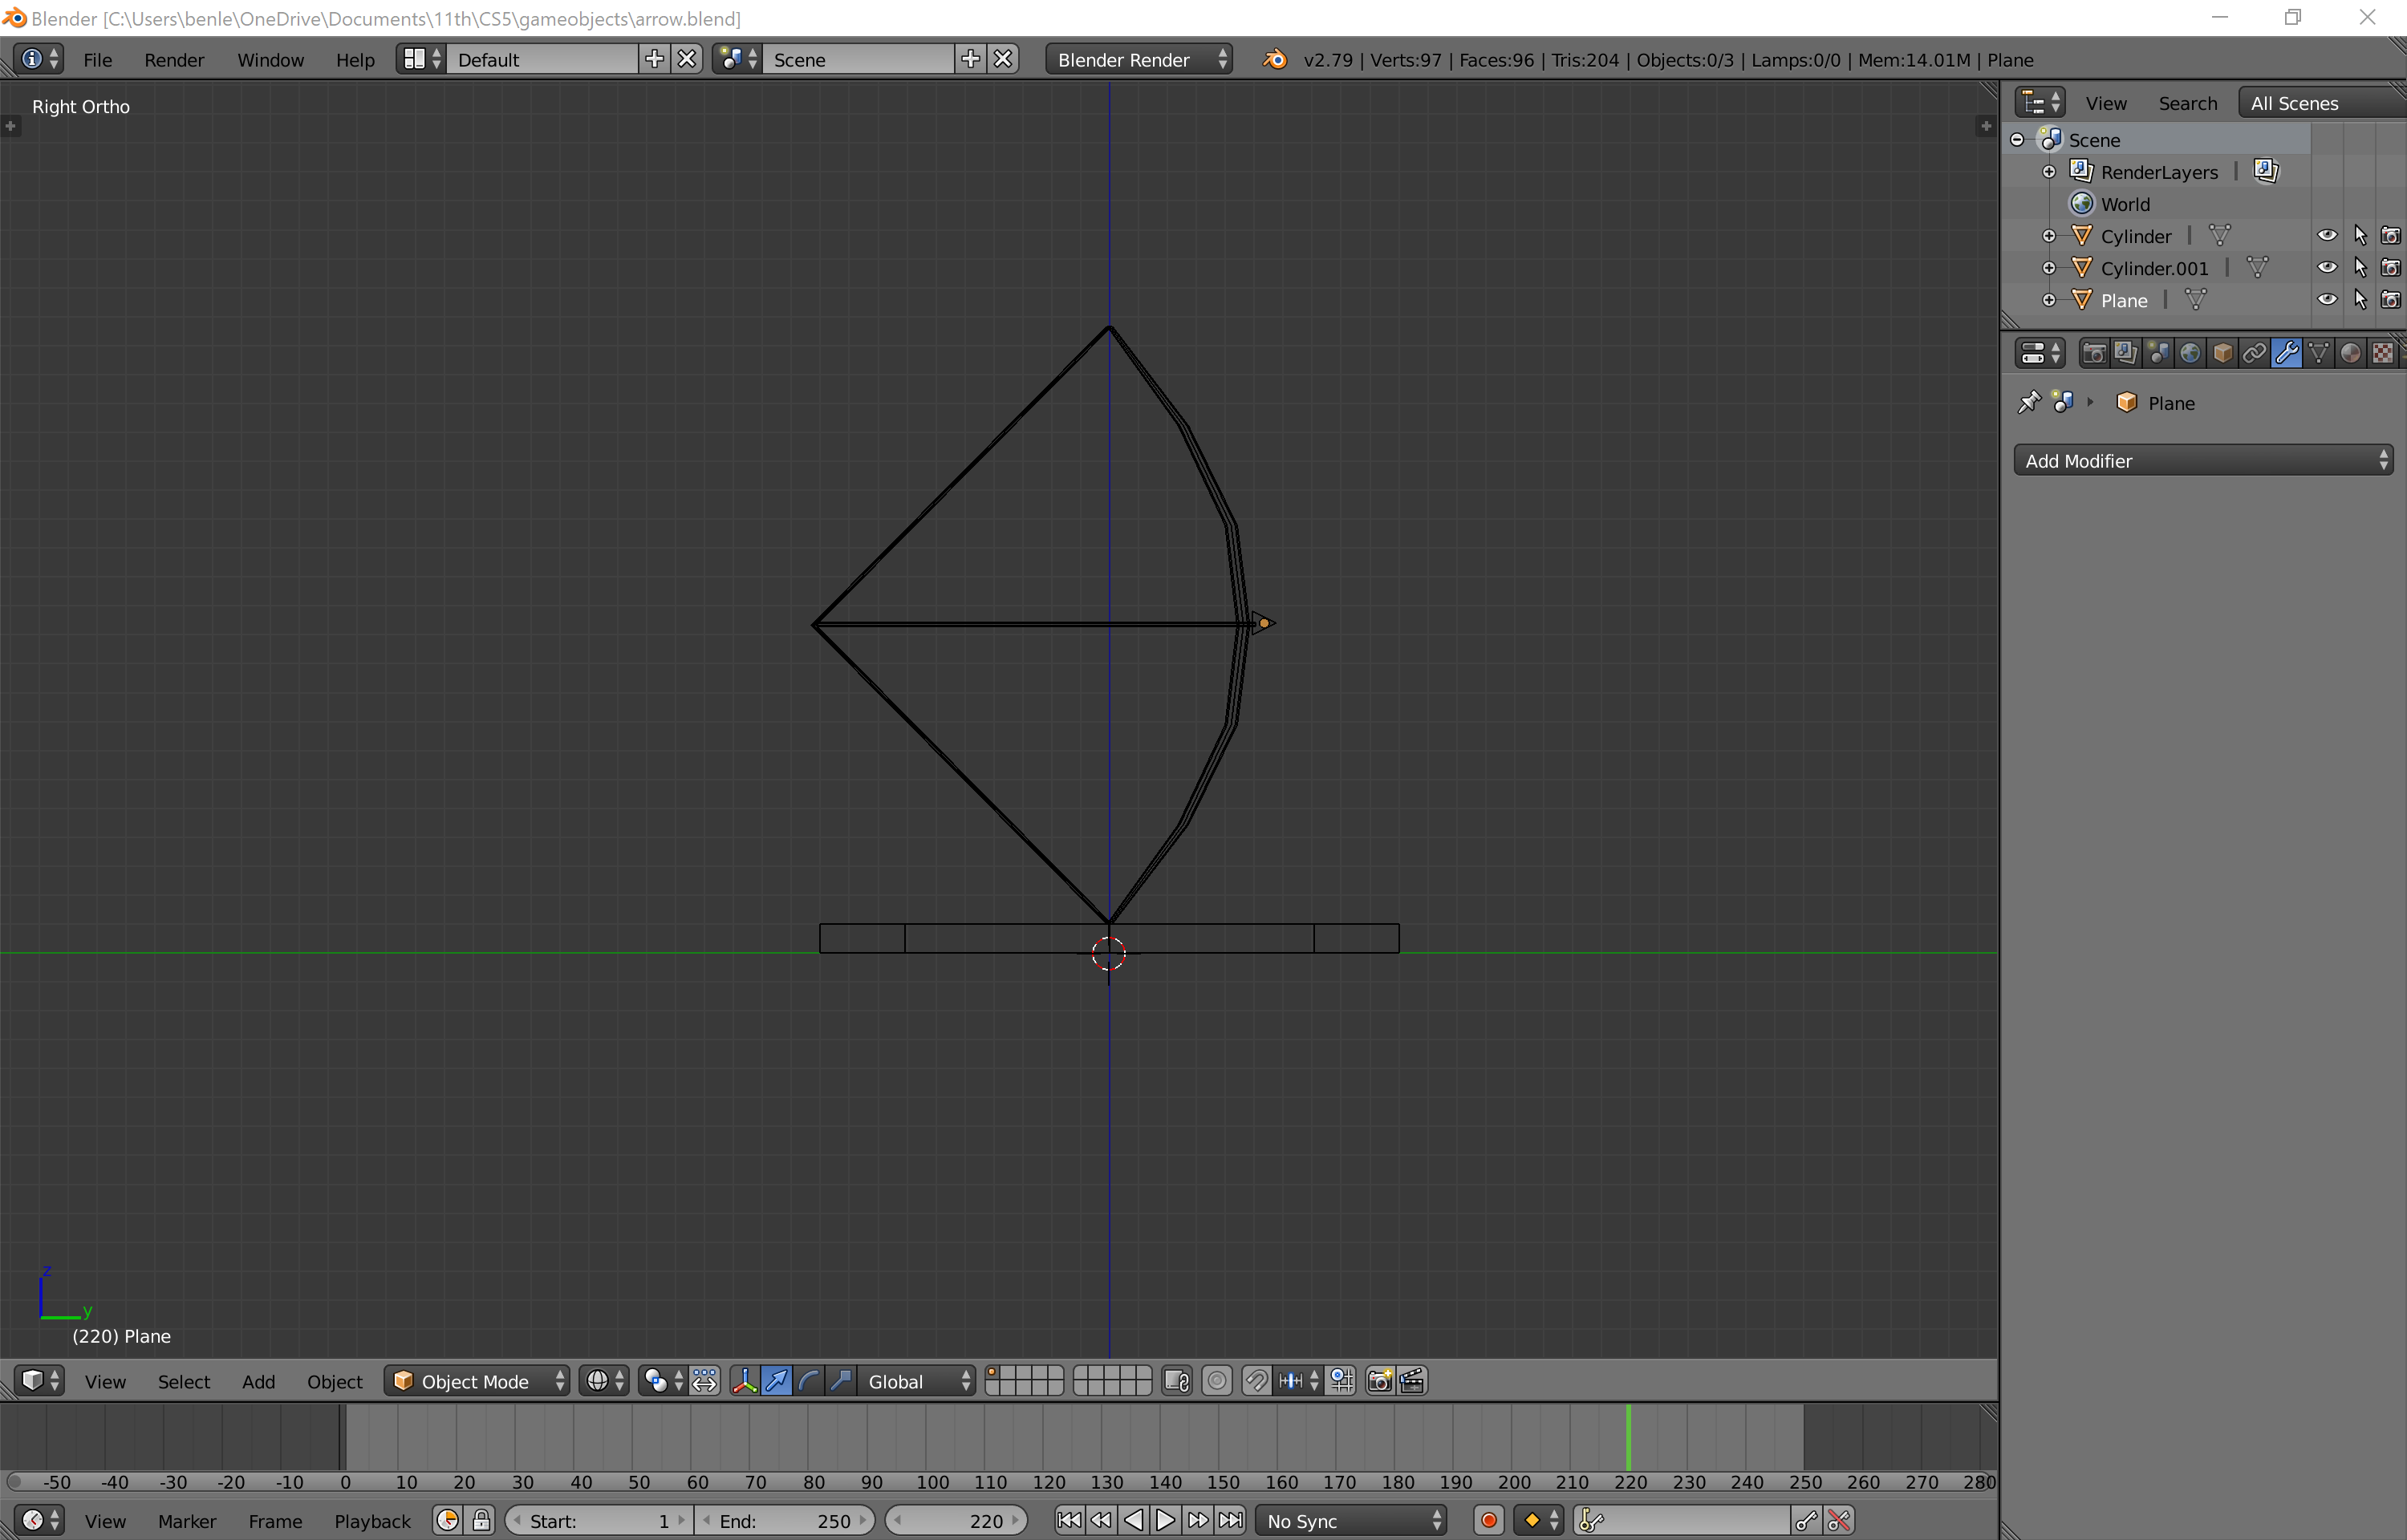 Blender [C:\Users\benle\OneDrive\Documents\11th\CS5\gameobjects\arrow.blend]
File Render Window Help Default Scene Blender Render v2.79 | Verts:97 | Faces:96 | Tris:204 | Objects:0/3 | Lamps:0/0 | Mem:14.01M | Plane
Right Ortho
View Search All Scenes
Scene
RenderLayers
World
Cylinder
Cylinder.001
Plane
Plane
Add Modifier
z
y
(220) Plane
View Select Add Object Object Mode Global
-50 -40 -30 -20 -10 0 10 20 30 40 50 60 70 80 90 100 110 120 130 140 150 160 170 180 190 200 210 220 230 240 250 260 270 280
View Marker Frame Playback Start: 1 End: 250 220 No Sync